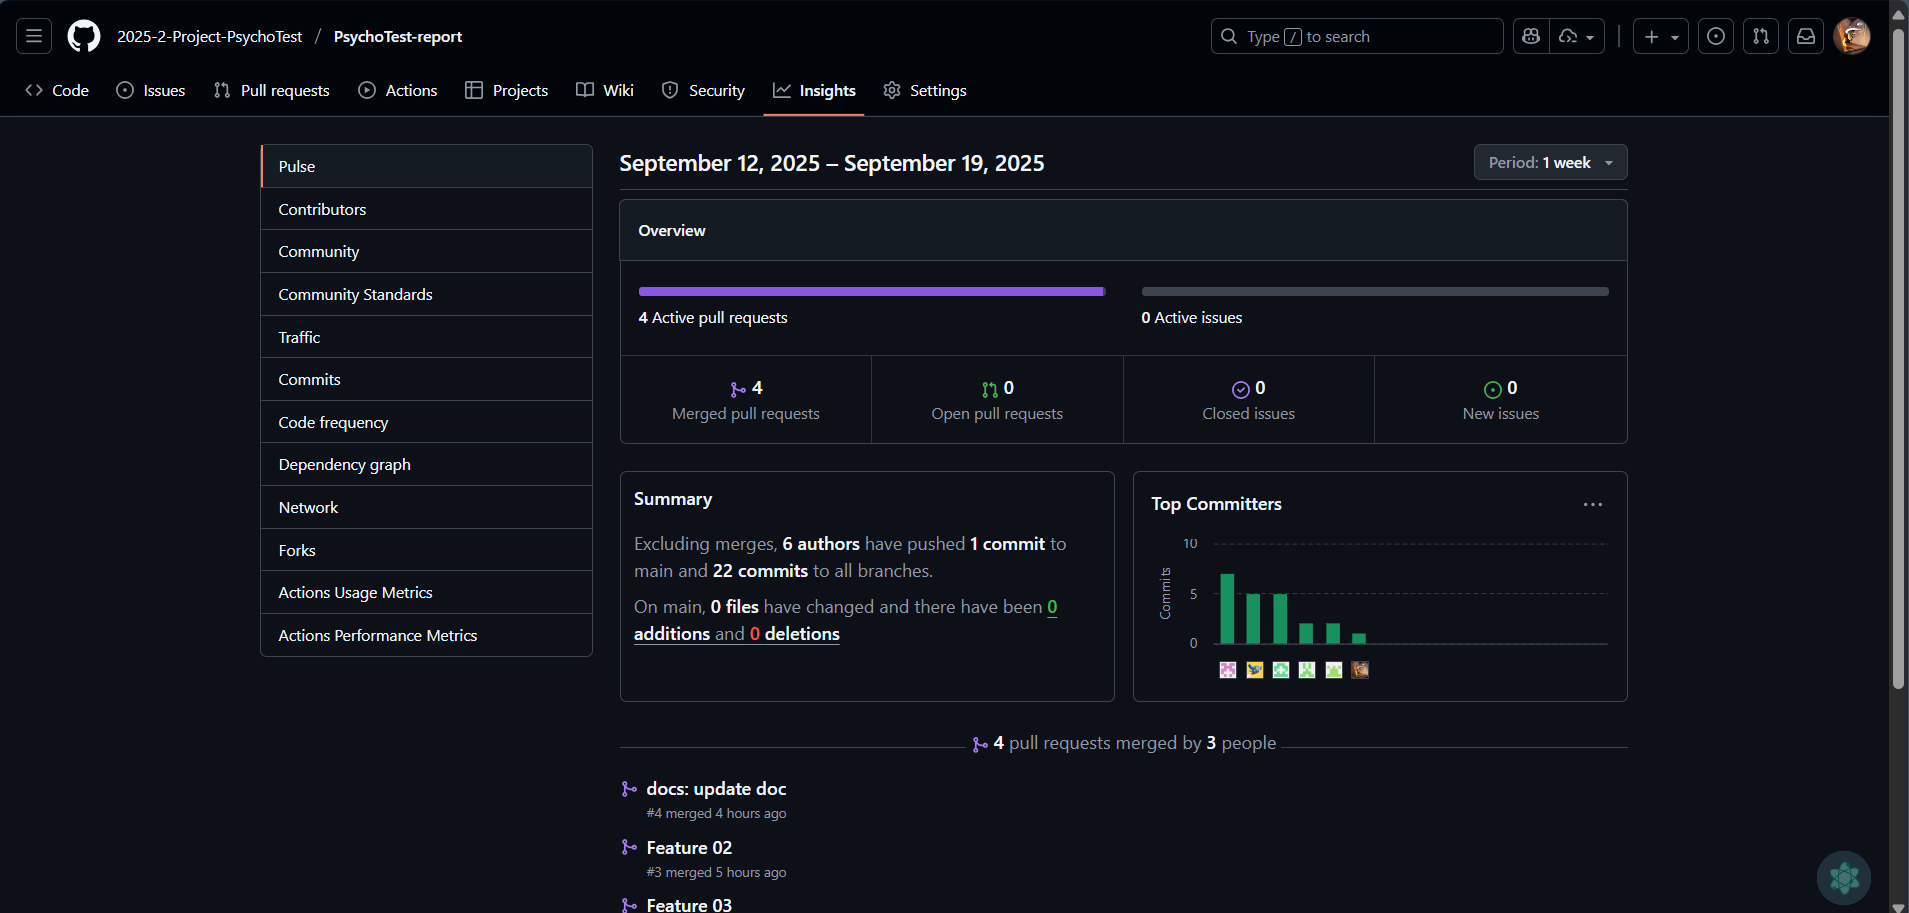 2025-2-Project-PsychoTest / PsychoTest-report
Type / to search
Code Issues Pull requests Actions Projects Wiki Security Insights Settings
Pulse
Contributors
Community
Community Standards
Traffic
Commits
Code frequency
Dependency graph
Network
Forks
Actions Usage Metrics
Actions Performance Metrics
September 12, 2025 – September 19, 2025
Period: 1 week
Overview
4 Active pull requests
0 Active issues
4
Merged pull requests
0
Open pull requests
0
Closed issues
0
New issues
Summary
Excluding merges, 6 authors have pushed 1 commit to
main and 22 commits to all branches.
On main, 0 files have changed and there have been 0
additions and 0 deletions
Top Committers
Commits
10
5
0
4 pull requests merged by 3 people
docs: update doc
#4 merged 4 hours ago
Feature 02
#3 merged 5 hours ago
Feature 03